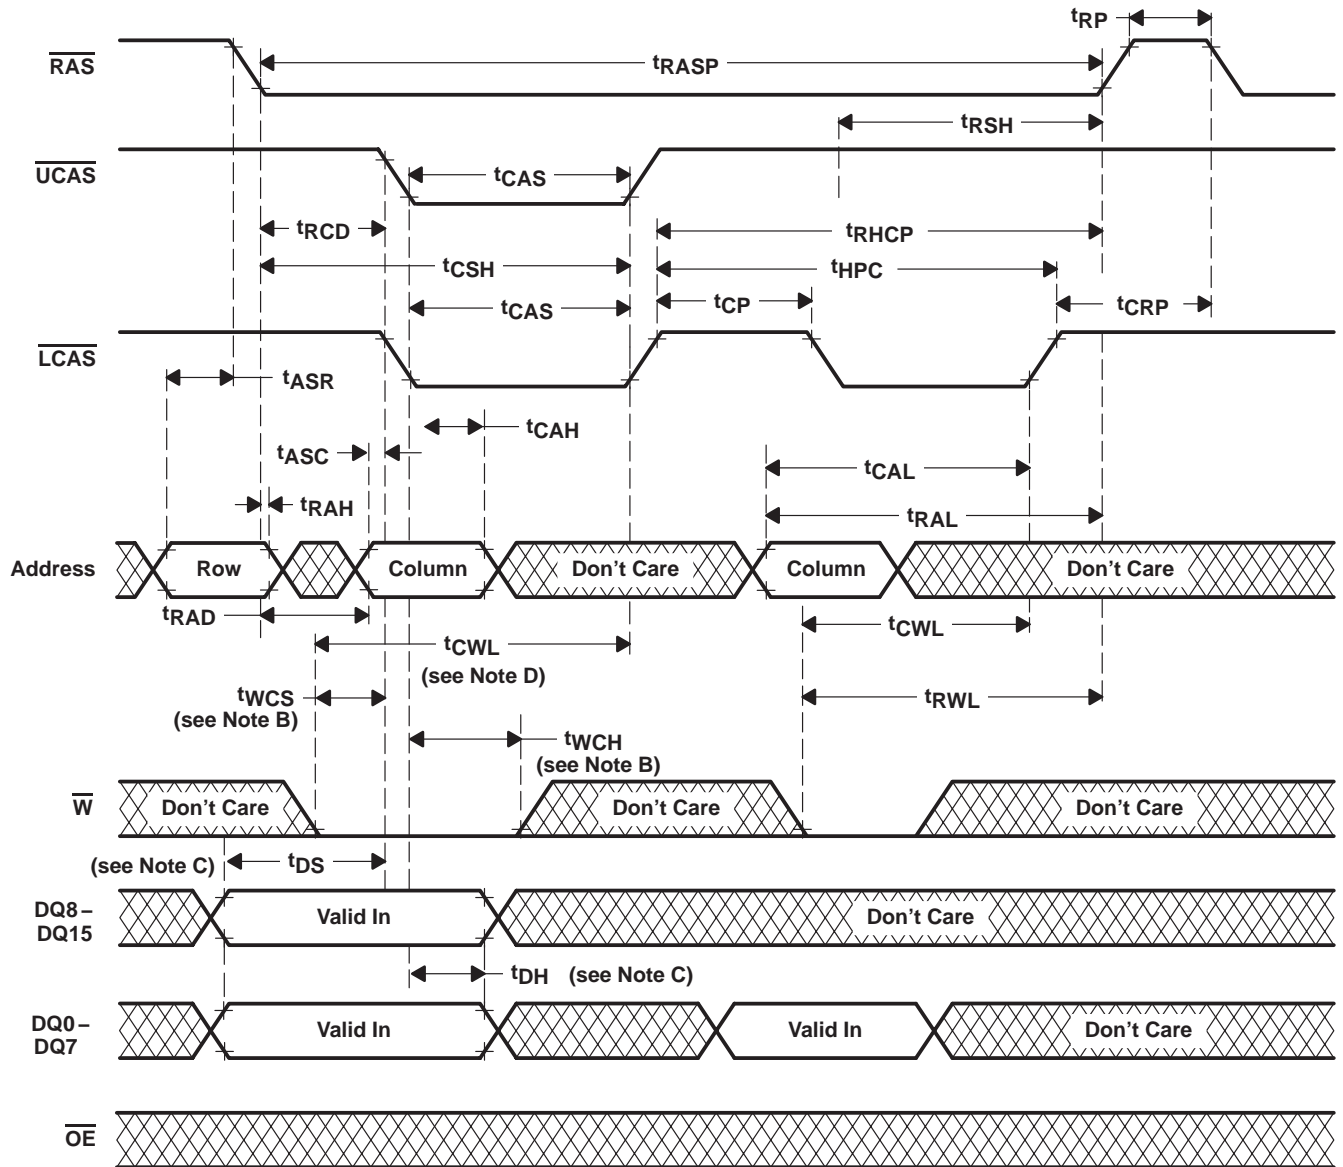 tRP
RAS
tRASP
tRSH
UCAS
tCAS
tRCD
tRHCP
tCSH
tHPC
tCAS
tCP
tCRP
LCAS
tASR
tCAH
tASC
tCAL
tRAH
tRAL
Address
Row
Column
Don't Care
Column
Don't Care
tRAD
tCWL
(see Note D)
tCWL
tWCS
(see Note B)
tRWL
tWCH
(see Note B)
W
Don't Care
Don't Care
Don't Care
(see Note C)
tDS
DQ8–
DQ15
Valid In
Don't Care
tDH (see Note C)
DQ0–
DQ7
Valid In
Valid In
Don't Care
OE